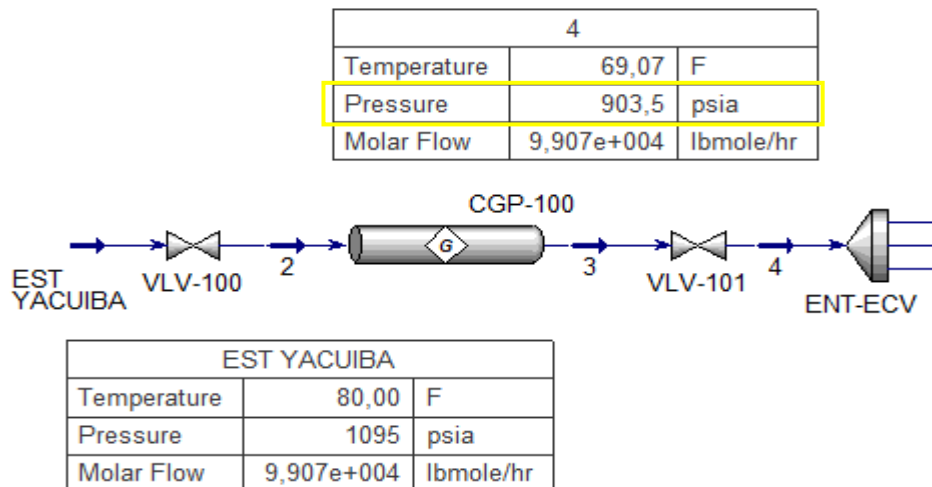 4
Temperature 69,07 F
Pressure 903,5 psia
Molar Flow 9,907e+004 lbmole/hr
CGP-100
G
EST
YACUIBA
VLV-100
2
3
VLV-101
4
ENT-ECV
EST YACUIBA
Temperature 80,00 F
Pressure 1095 psia
Molar Flow 9,907e+004 lbmole/hr